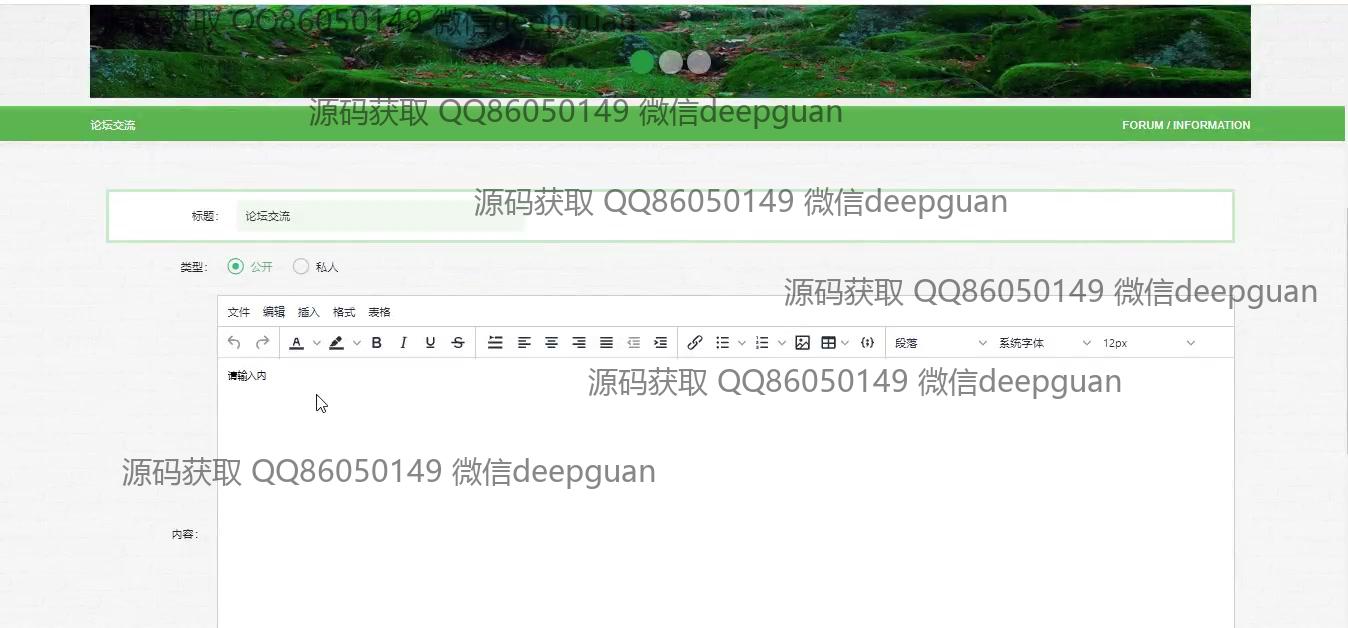 源码获取 QQ86050149 微信deepguan
源码获取 QQ86050149 微信deepguan
论坛交流
FORUM / INFORMATION
源码获取 QQ86050149 微信deepguan
标题： 论坛交流
类型： 公开 私人
源码获取 QQ86050149 微信deepguan
文件 编辑 插入 格式 表格
A B I U S 段落 系统字体 12px
请输入内
源码获取 QQ86050149 微信deepguan
源码获取 QQ86050149 微信deepguan
内容：